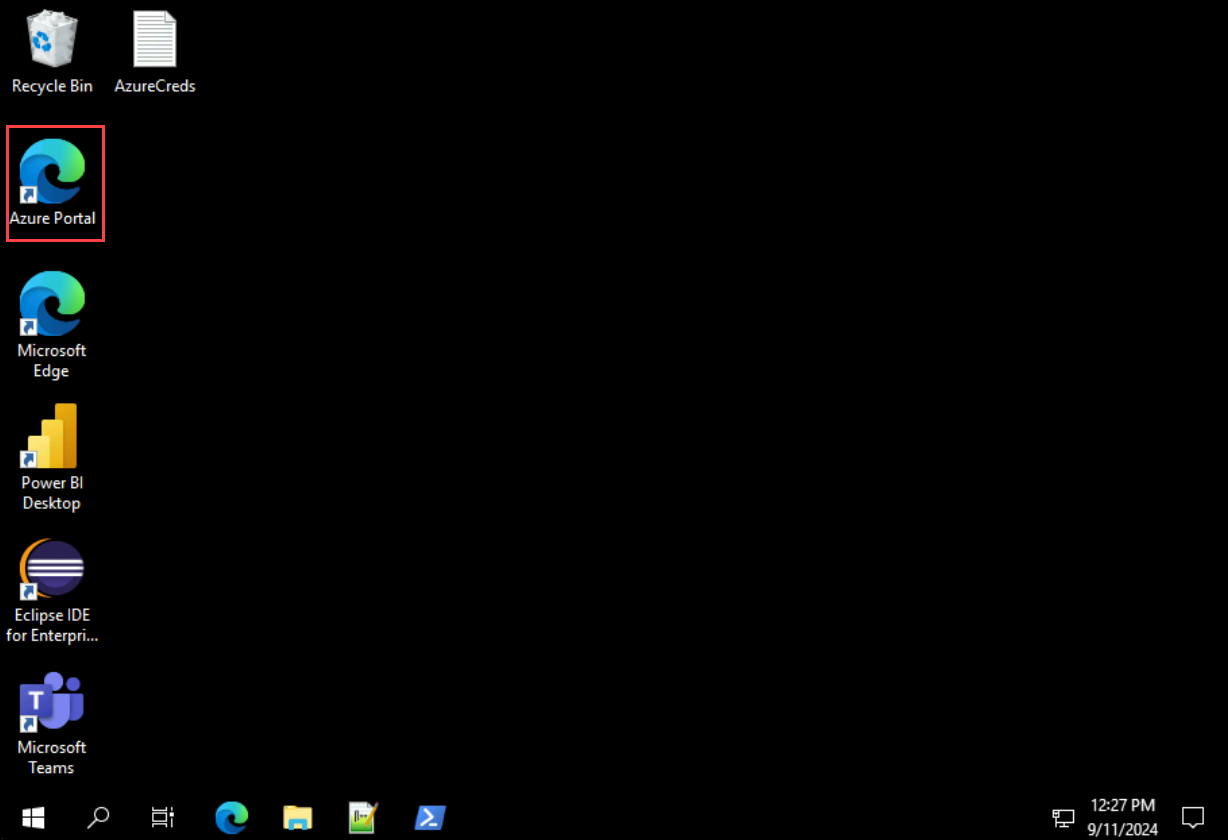 Recycle Bin
AzureCreds
Azure Portal
Microsoft
Edge
Power BI
Desktop
Eclipse IDE
for Enterpri...
T
Microsoft
Teams
12:27 PM
9/11/2024